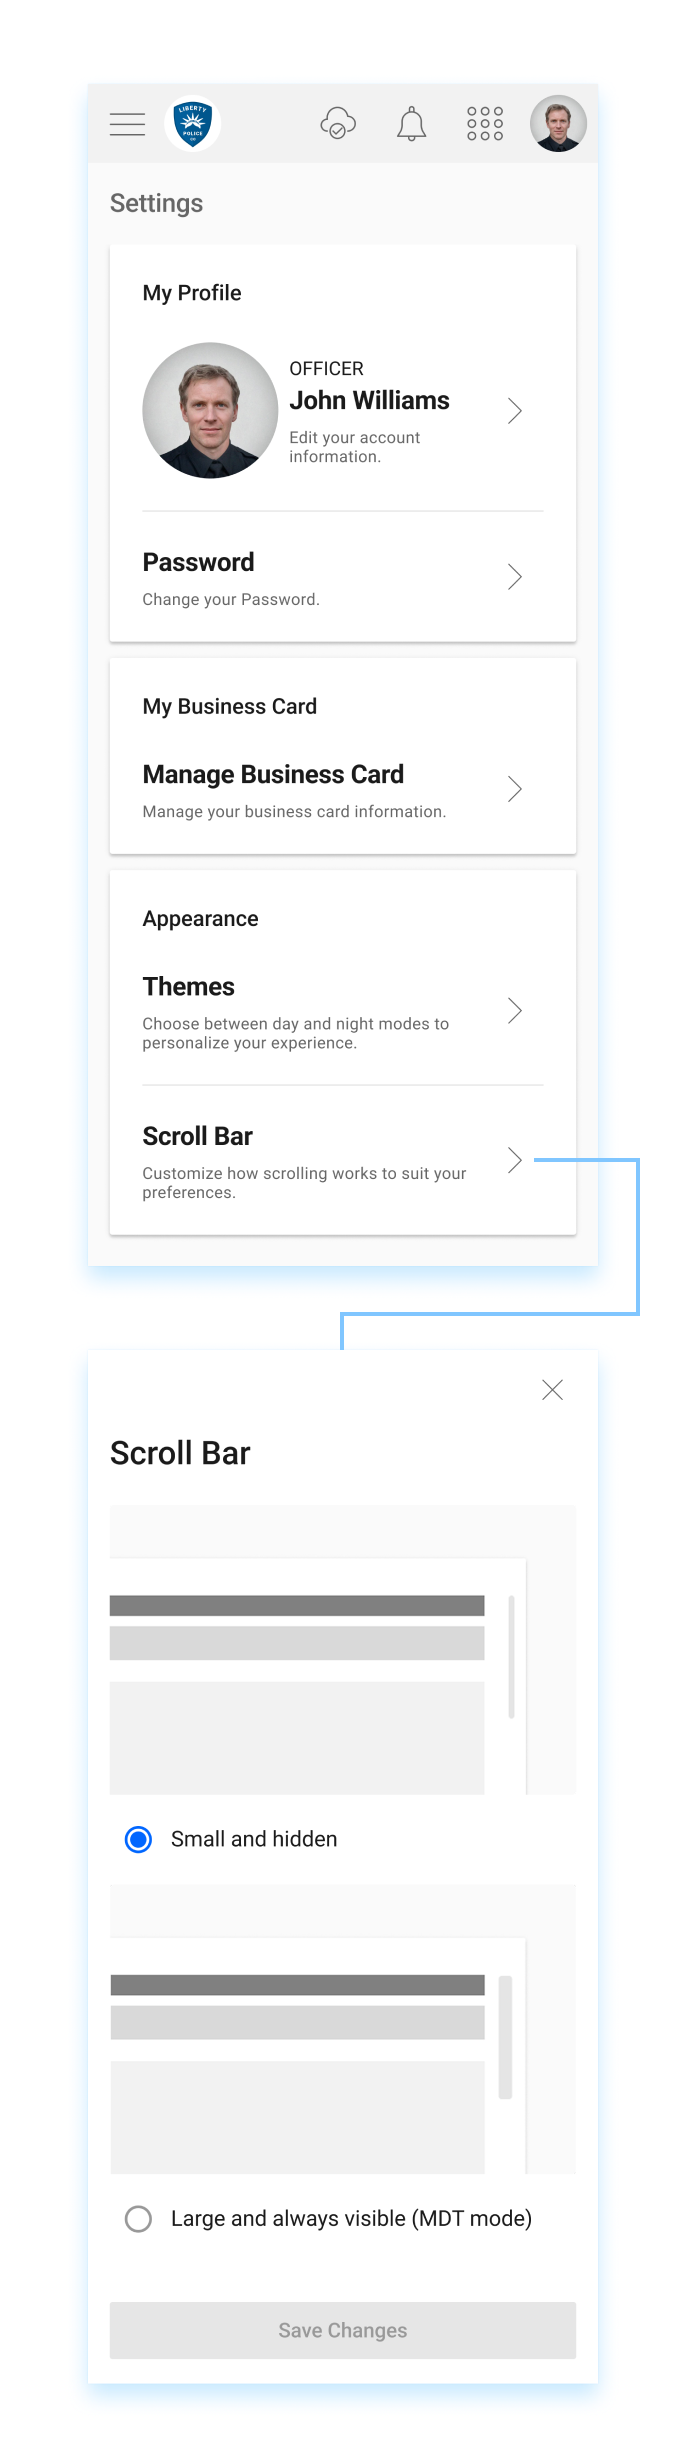 LIBERTY
POLICE
CO
Settings
My Profile
OFFICER
John Williams
Edit your account
information.
Password
Change your Password.
My Business Card
Manage Business Card
Manage your business card information.
Appearance
Themes
Choose between day and night modes to
personalize your experience.
Scroll Bar
Customize how scrolling works to suit your
preferences.
Scroll Bar
Small and hidden
Large and always visible (MDT mode)
Save Changes